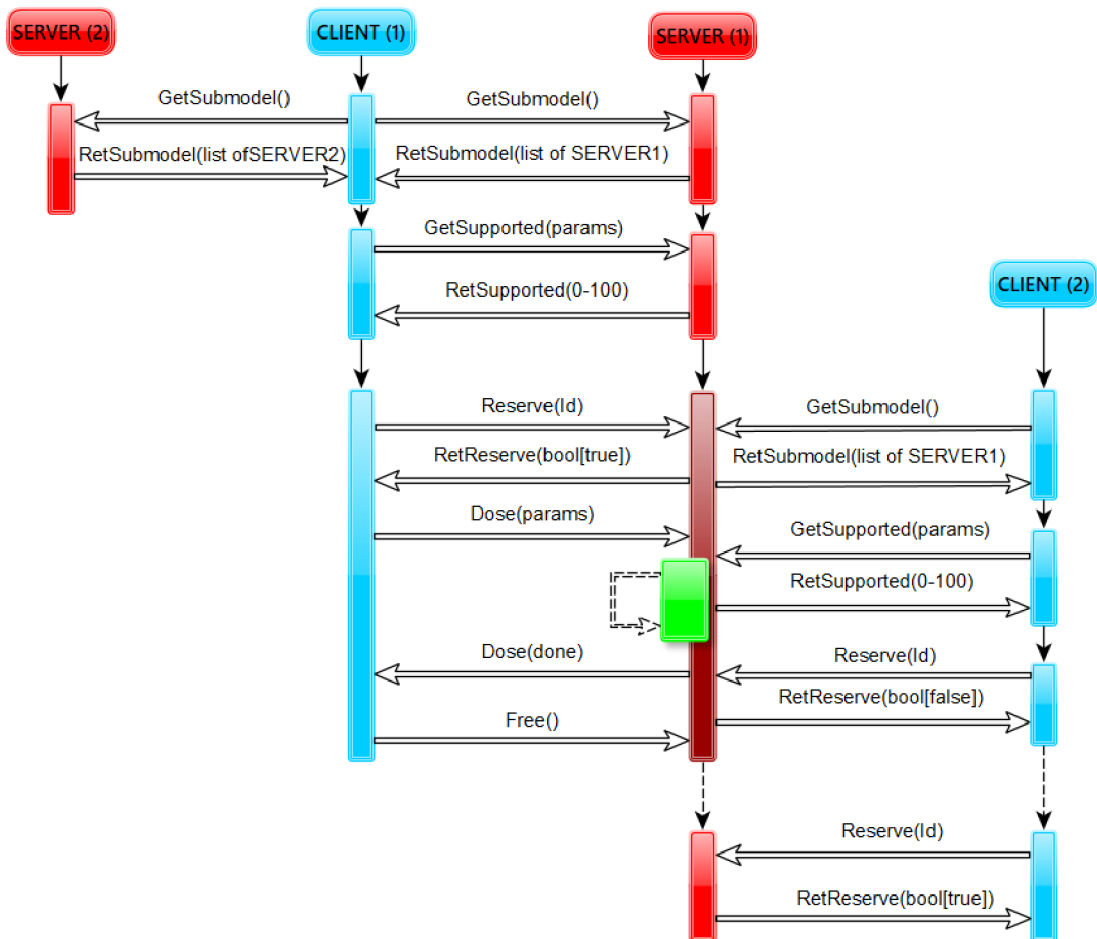 SERVER (2)
CLIENT (1)
SERVER (1)
GetSubmodel()
GetSubmodel()
RetSubmodel(list ofSERVER2)
RetSubmodel(list of SERVER1)
GetSupported(params)
RetSupported(0-100)
CLIENT (2)
Reserve(Id)
GetSubmodel()
RetReserve(bool[true])
RetSubmodel(list of SERVER1)
Dose(params)
GetSupported(params)
RetSupported(0-100)
Dose(done)
Reserve(Id)
RetReserve(bool[false])
Free()
Reserve(Id)
RetReserve(bool[true])